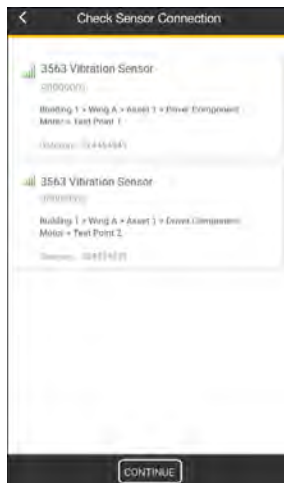 Check Sensor Connection
3563 Vibration Sensor
Building 1 > Wing A > Asset 1 > Driver Component
Motor > Test Point 1
3563 Vibration Sensor
Building 1 > Wing A > Asset 1 > Driver Component
Motor > Test Point 2
CONTINUE